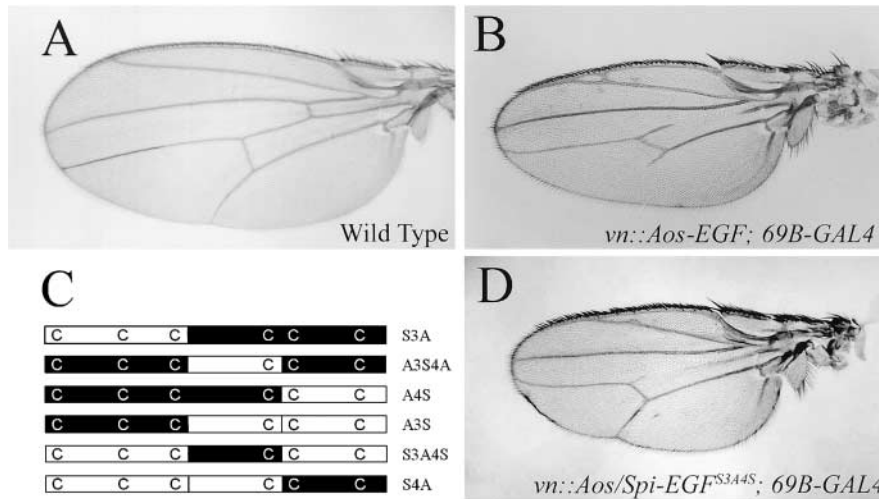 A
Wild Type
B
vn::Aos-EGF; 69B-GAL4
C
C C C C C C S3A
C C C C C C A3S4A
C C C C C C A4S
C C C C C C A3S
C C C C C C S3A4S
C C C C C C S4A
D
vn::Aos/Spi-EGF^S3A4S; 69B-GAL4